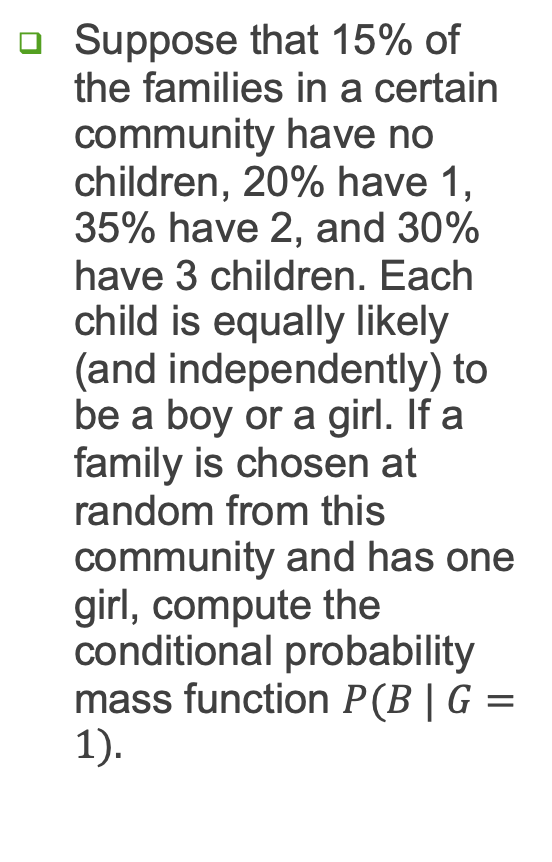 Suppose that 15% of
the families in a certain
community have no
children, 20% have 1,
35% have 2, and 30%
have 3 children. Each
child is equally likely
(and independently) to
be a boy or a girl. If a
family is chosen at
random from this
community and has one
girl, compute the
conditional probability
mass function 𝑃(𝐵 | 𝐺 =
1).